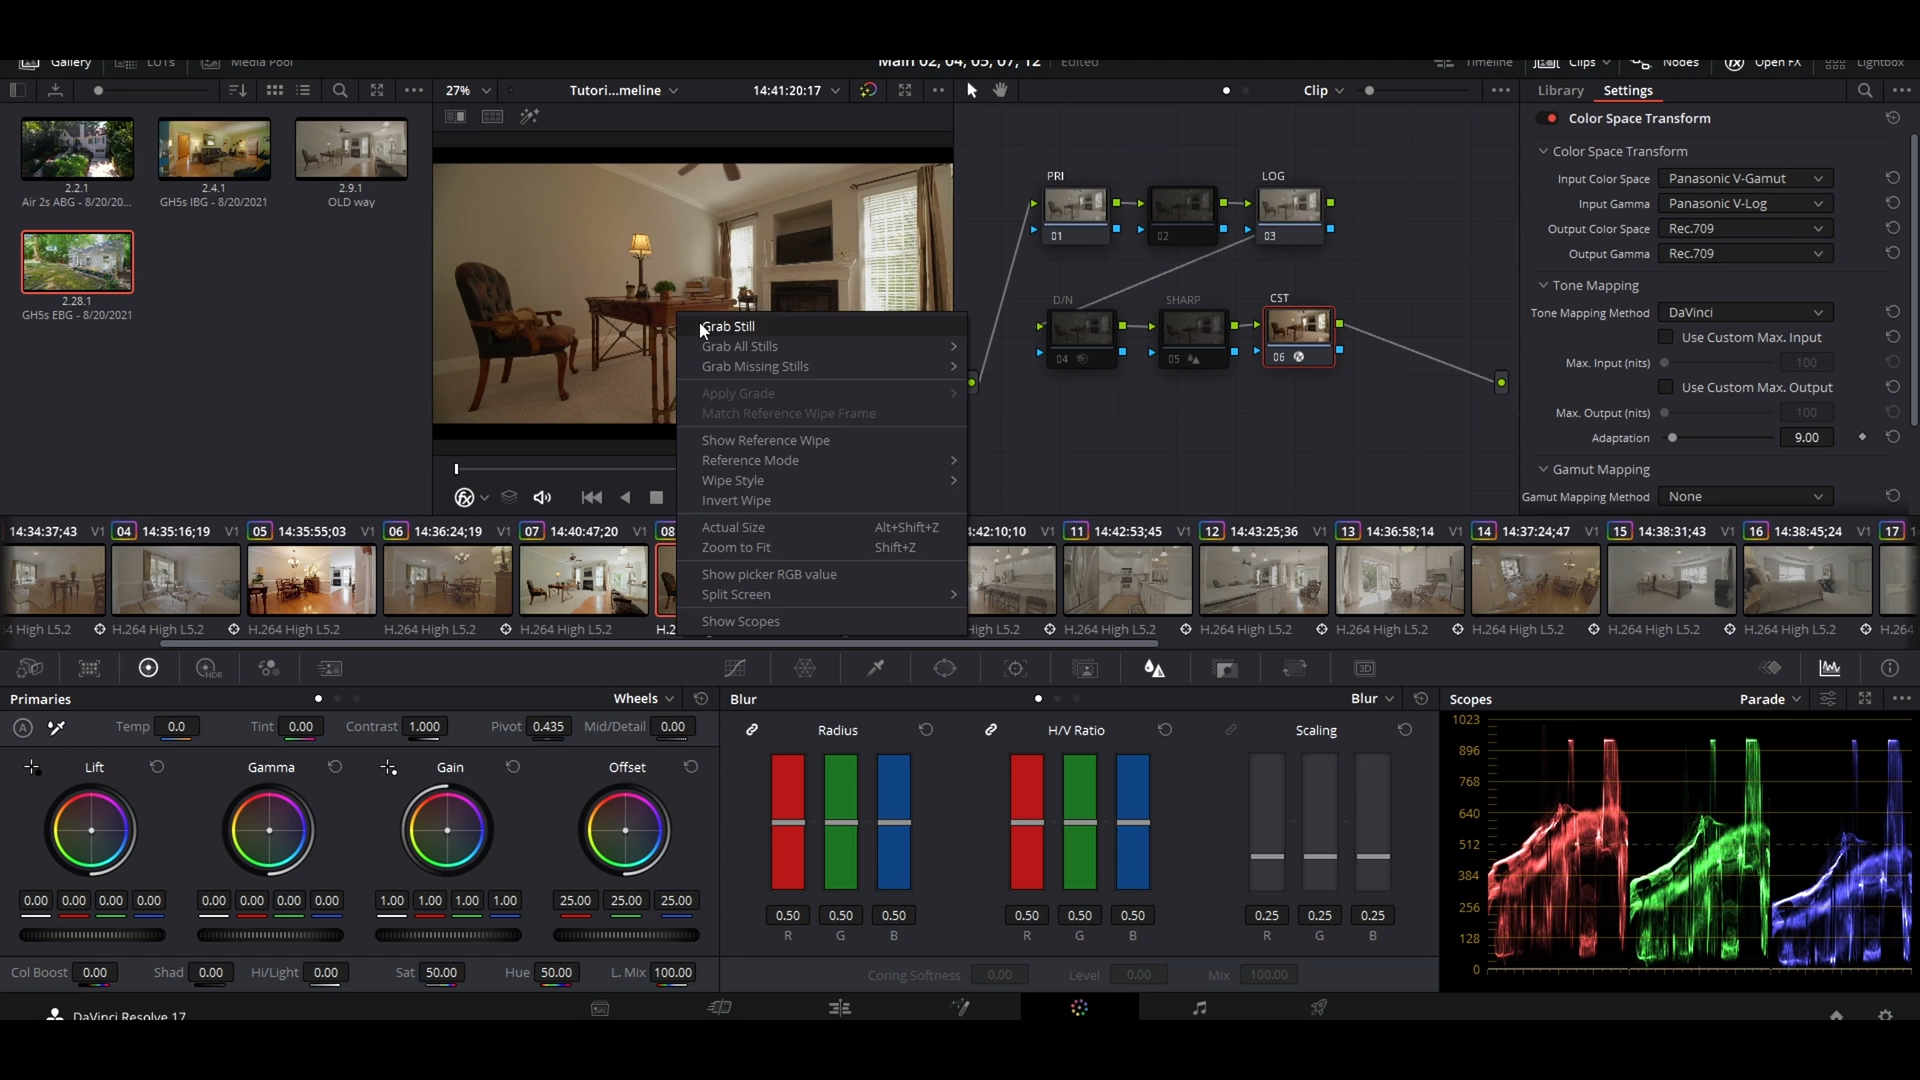 Gallery LUTs Media Pool Main 02, 04, 05, 07, 12 Edited Timeline Clips Nodes Open FX Lightbox
27% Tutori...meline 14:41:20:17 Clip Library Settings
Color Space Transform
2.2.1 2.4.1 2.9.1
Air 2s ABG - 8/20/20... GH5s IBG - 8/20/2021 OLD way
2.28.1
GH5s EBG - 8/20/2021
PRI LOG
01 02 03
D/N SHARP CST
04 05 06
Color Space Transform
Input Color Space Panasonic V-Gamut
Input Gamma Panasonic V-Log
Output Color Space Rec.709
Output Gamma Rec.709
Tone Mapping
Tone Mapping Method DaVinci
Use Custom Max. Input
Max. Input (nits) 100
Use Custom Max. Output
Max. Output (nits) 100
Adaptation 9.00
Gamut Mapping
Gamut Mapping Method None
Grab Still
Grab All Stills
Grab Missing Stills
Apply Grade
Match Reference Wipe Frame
Show Reference Wipe
Reference Mode
Wipe Style
Invert Wipe
Actual Size Alt+Shift+Z
Zoom to Fit Shift+Z
Show picker RGB value
Split Screen
Show Scopes
14:34:37;43 V1 04 14:35:16;19 V1 05 14:35:55;03 V1 06 14:36:24;19 V1 07 14:40:47;20 V1 08 :42:10;10 V1 11 14:42:53;45 V1 12 14:43:25;36 V1 13 14:36:58;14 V1 14 14:37:24;47 V1 15 14:38:31;43 V1 16 14:38:45;24 V1 17
4 High L5.2 H.264 High L5.2 H.264 High L5.2 H.264 High L5.2 H.264 High L5.2 H.2 High L5.2 H.264 High L5.2 H.264 High L5.2 H.264 High L5.2 H.264 High L5.2 H.264 High L5.2 H.264 High L5.2 H.264
HDR 3D
Primaries Wheels Blur Blur Scopes Parade
A Temp 0.0 Tint 0.00 Contrast 1.000 Pivot 0.435 Mid/Detail 0.00
Radius H/V Ratio Scaling
Lift Gamma Gain Offset
0.00 0.00 0.00 0.00 0.00 0.00 0.00 0.00 1.00 1.00 1.00 1.00 25.00 25.00 25.00
0.50 0.50 0.50 0.50 0.50 0.50 0.25 0.25 0.25
R G B R G B R G B
Col Boost 0.00 Shad 0.00 Hi/Light 0.00 Sat 50.00 Hue 50.00 L. Mix 100.00
Coring Softness 0.00 Level 0.00 Mix 100.00
1023
896
768
640
512
384
256
128
0
DaVinci Resolve 17